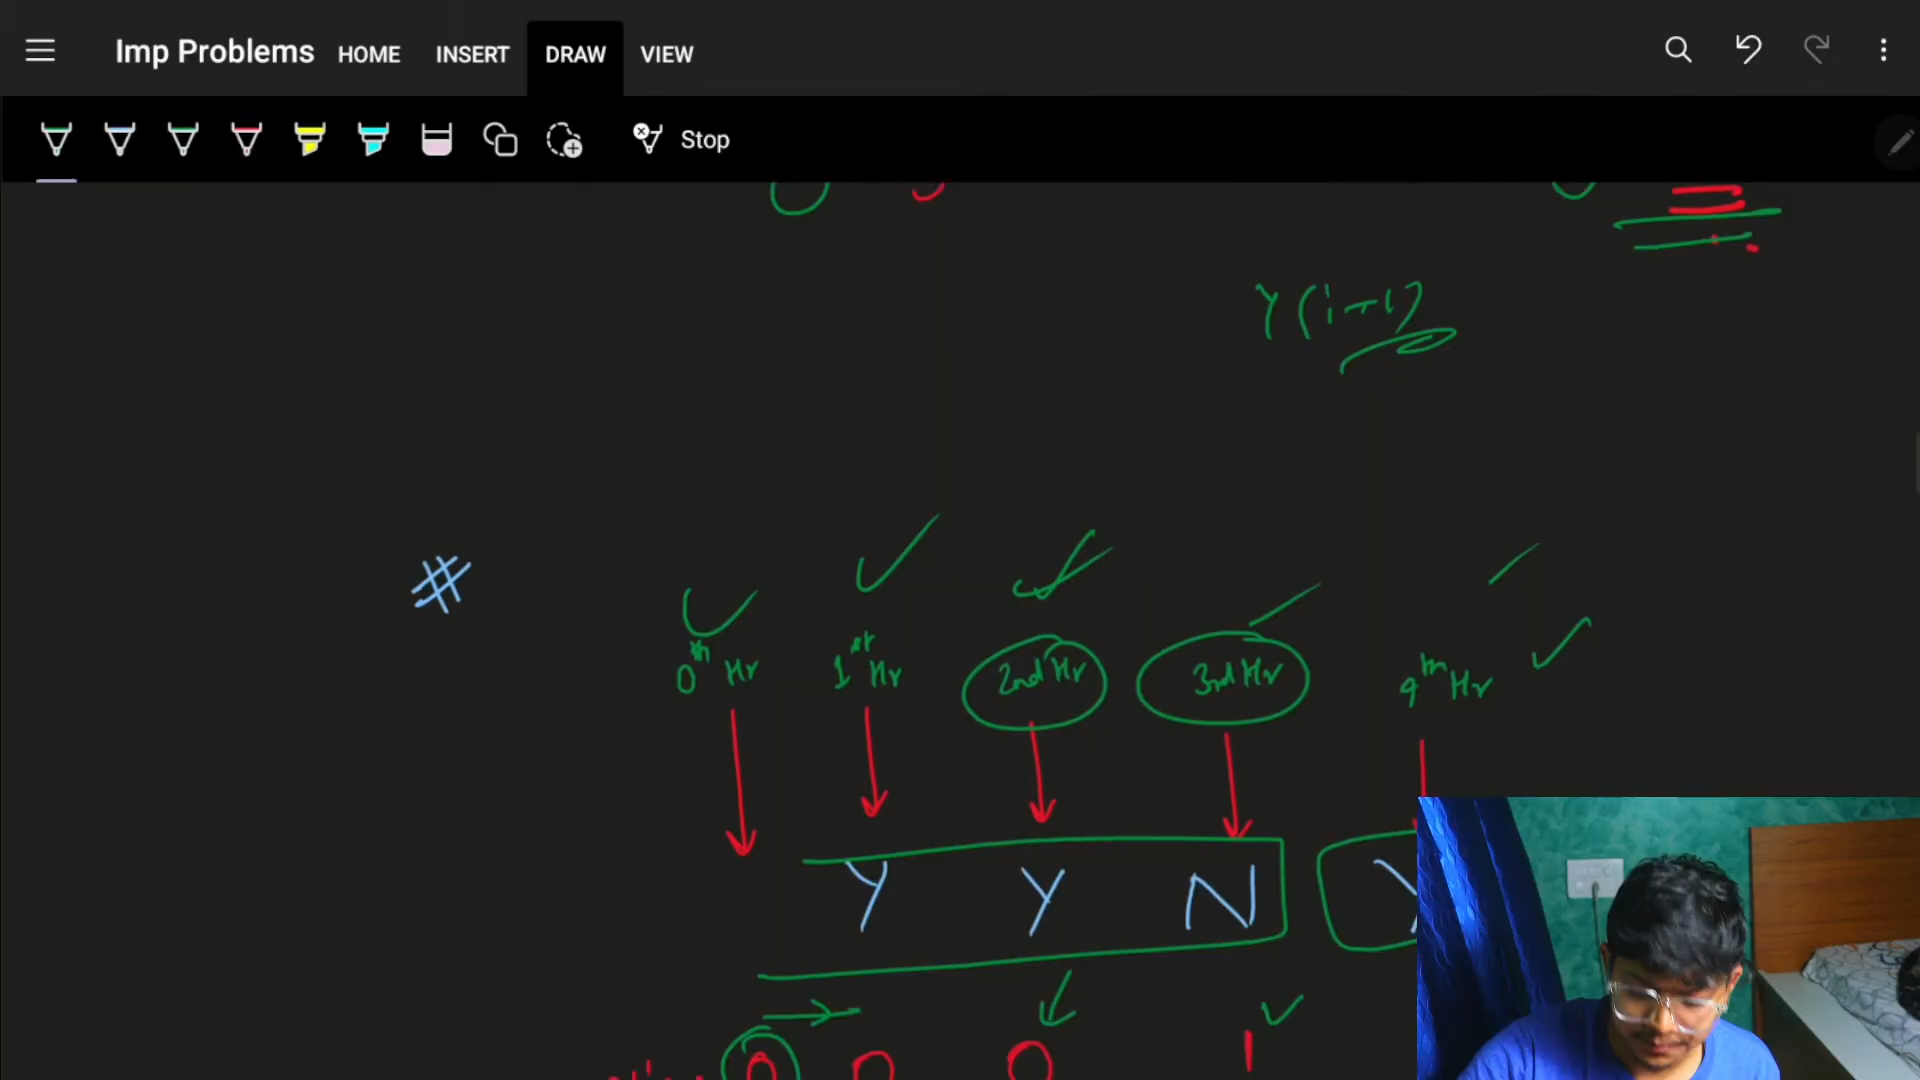 Imp Problems HOME INSERT DRAW VIEW
Stop
Y(i+1)
#
0th Hr 1st Hr 2nd Hr 3rd Hr 4th Hr
Y Y N Y
0 0 0 1